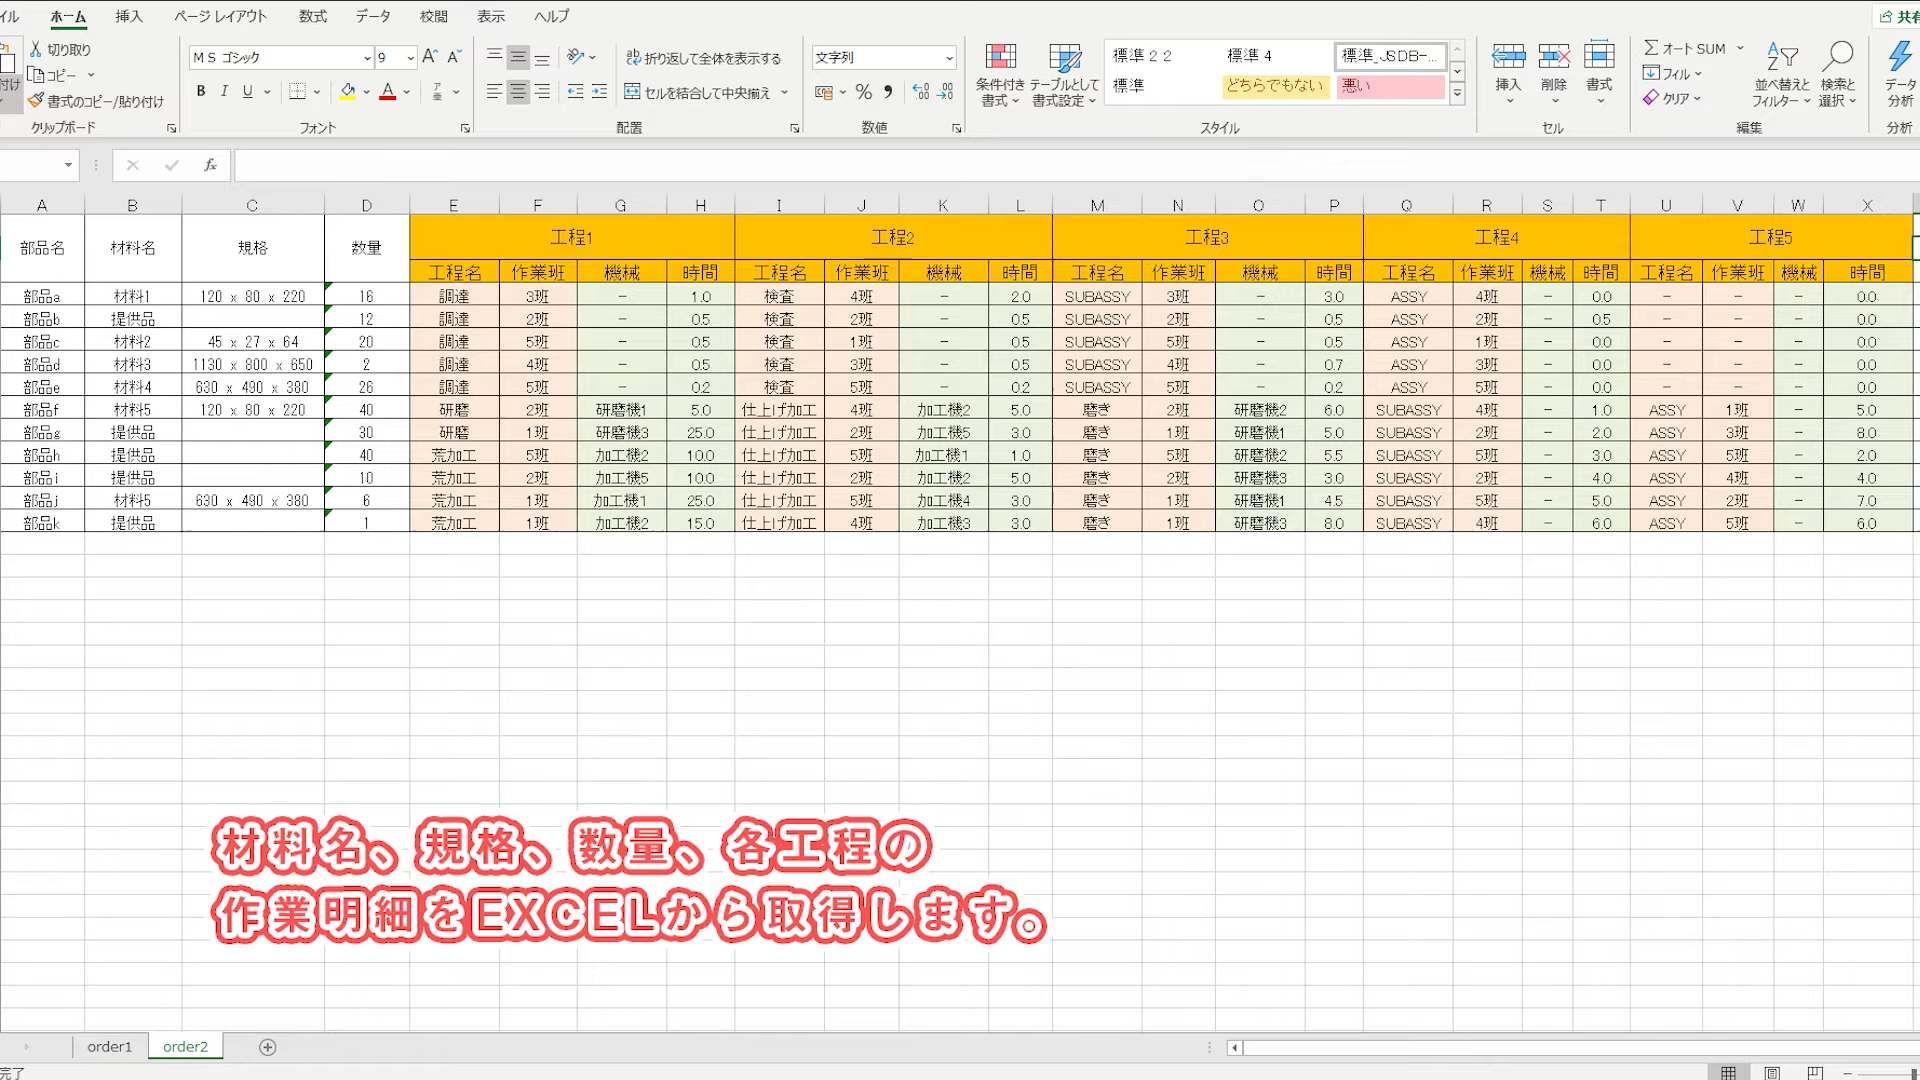 イル ホーム 挿入 ページ レイアウト 数式 データ 校閲 表示 ヘルプ 共有
切り取り
コピー
書式のコピー/貼り付け
付け
クリップボード
MS ゴシック 9
B I U
フォント
折り返して全体を表示する
セルを結合して中央揃え
配置
文字列
% 
数値
条件付き書式
テーブルとして書式設定
標準 2 2 標準 4 標準_JSDB-...
標準 どちらでもない 悪い
スタイル
挿入 削除 書式
セル
オート SUM
フィル
クリア
並べ替えとフィルター
検索と選択
編集
データ分析
分析
fx
A B C D E F G H I J K L M N O P Q R S T U V W X
部品名 材料名 規格 数量 工程1 工程2 工程3 工程4 工程5
工程名 作業班 機械 時間 工程名 作業班 機械 時間 工程名 作業班 機械 時間 工程名 作業班 機械 時間 工程名 作業班 機械 時間
部品a 材料1 120 x 80 x 220 16 調達 3班 − 1.0 検査 4班 − 2.0 SUBASSY 3班 − 3.0 ASSY 4班 − 0.0 − − − 0.0
部品b 提供品 12 調達 2班 − 0.5 検査 2班 − 0.5 SUBASSY 2班 − 0.5 ASSY 2班 − 0.5 − − − 0.0
部品c 材料2 45 x 27 x 64 20 調達 5班 − 0.5 検査 1班 − 0.5 SUBASSY 5班 − 0.5 ASSY 1班 − 0.0 − − − 0.0
部品d 材料3 1130 x 800 x 650 2 調達 4班 − 0.5 検査 3班 − 0.5 SUBASSY 4班 − 0.7 ASSY 3班 − 0.0 − − − 0.0
部品e 材料4 630 x 490 x 380 26 調達 5班 − 0.2 検査 5班 − 0.2 SUBASSY 5班 − 0.2 ASSY 5班 − 0.0 − − − 0.0
部品f 材料5 120 x 80 x 220 40 研磨 2班 研磨機1 5.0 仕上げ加工 4班 加工機2 5.0 磨き 2班 研磨機2 6.0 SUBASSY 4班 − 1.0 ASSY 1班 − 5.0
部品g 提供品 30 研磨 1班 研磨機3 25.0 仕上げ加工 2班 加工機5 3.0 磨き 1班 研磨機1 5.0 SUBASSY 2班 − 2.0 ASSY 3班 − 8.0
部品h 提供品 40 荒加工 5班 加工機2 10.0 仕上げ加工 5班 加工機1 1.0 磨き 5班 研磨機2 5.5 SUBASSY 5班 − 3.0 ASSY 5班 − 2.0
部品i 提供品 10 荒加工 2班 加工機5 10.0 仕上げ加工 2班 加工機2 5.0 磨き 2班 研磨機3 3.0 SUBASSY 2班 − 4.0 ASSY 4班 − 4.0
部品j 材料5 630 x 490 x 380 6 荒加工 1班 加工機1 25.0 仕上げ加工 5班 加工機4 3.0 磨き 1班 研磨機1 4.5 SUBASSY 5班 − 5.0 ASSY 2班 − 7.0
部品k 提供品 1 荒加工 1班 加工機2 15.0 仕上げ加工 4班 加工機3 3.0 磨き 1班 研磨機3 8.0 SUBASSY 4班 − 6.0 ASSY 5班 − 6.0
材料名、規格、数量、各工程の
作業明細をEXCELから取得します。
order1 order2
完了